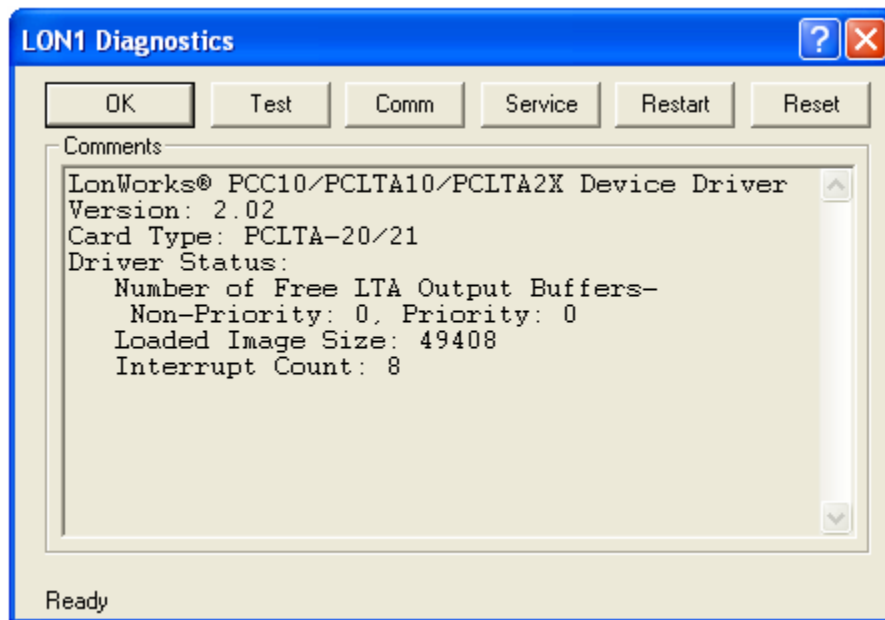 LON1 Diagnostics
OK Test Comm Service Restart Reset
Comments
LonWorks® PCC10/PCLTA10/PCLTA2X Device Driver
Version: 2.02
Card Type: PCLTA-20/21
Driver Status:
Number of Free LTA Output Buffers-
Non-Priority: 0, Priority: 0
Loaded Image Size: 49408
Interrupt Count: 8
Ready